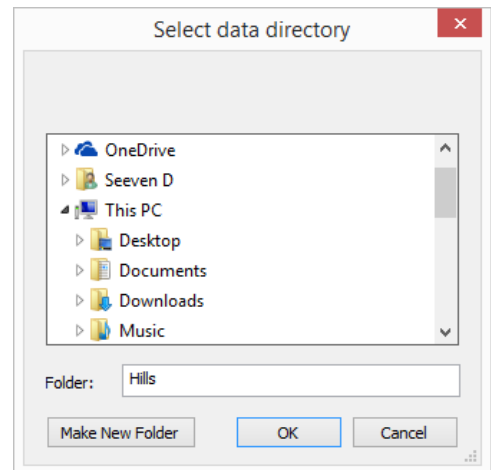 Select data directory
OneDrive
Seeven D
This PC
Desktop
Documents
Downloads
Music
Folder: Hills
Make New Folder OK Cancel